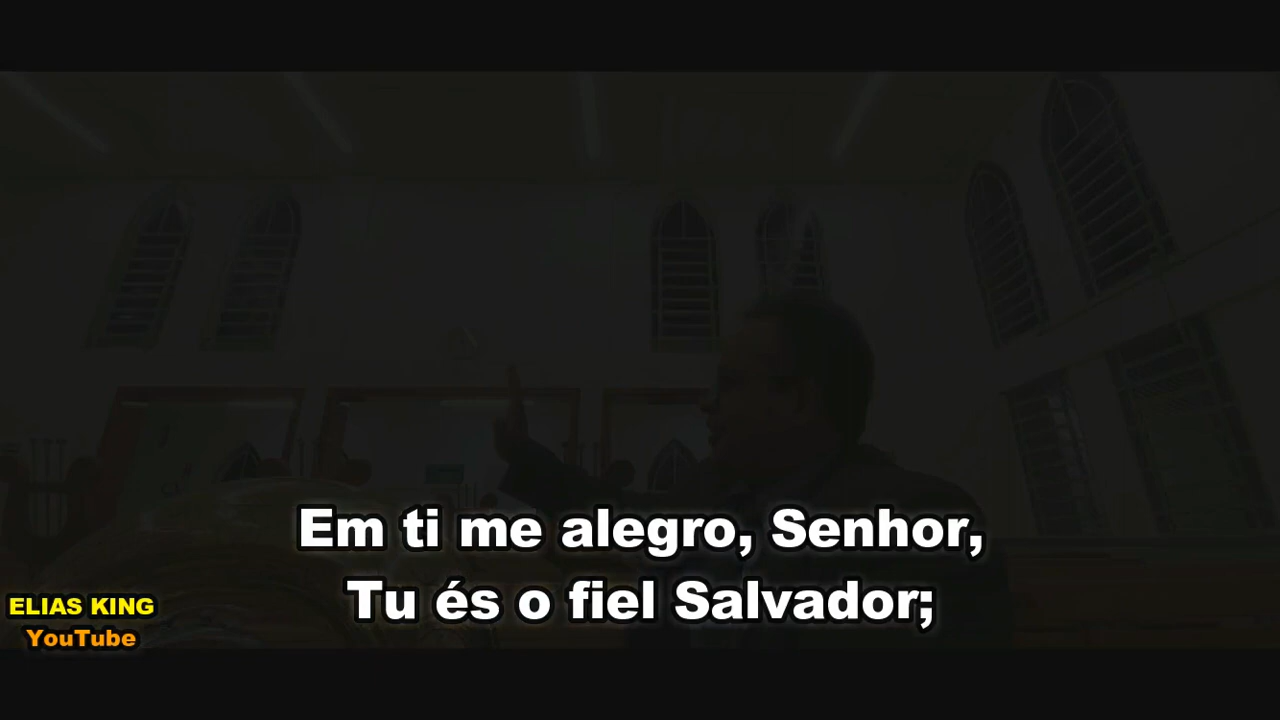 Em ti me alegro, Senhor,
Tu és o fiel Salvador;
ELIAS KING
YouTube